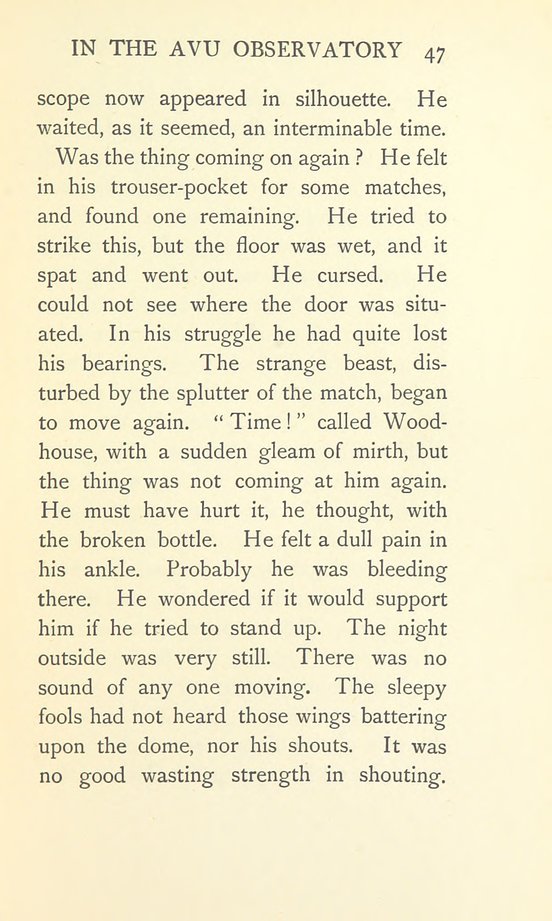 IN THE AVU OBSERVATORY 47
scope now appeared in silhouette. He
waited, as it seemed, an interminable time.
Was the thing coming on again ? He felt
in his trouser-pocket for some matches,
and found one remaining. He tried to
strike this, but the floor was wet, and it
spat and went out. He cursed. He
could not see where the door was situ-
ated. In his struggle he had quite lost
his bearings. The strange beast, dis-
turbed by the splutter of the match, began
to move again. “ Time ! ” called Wood-
house, with a sudden gleam of mirth, but
the thing was not coming at him again.
He must have hurt it, he thought, with
the broken bottle. He felt a dull pain in
his ankle. Probably he was bleeding
there. He wondered if it would support
him if he tried to stand up. The night
outside was very still. There was no
sound of any one moving. The sleepy
fools had not heard those wings battering
upon the dome, nor his shouts. It was
no good wasting strength in shouting.